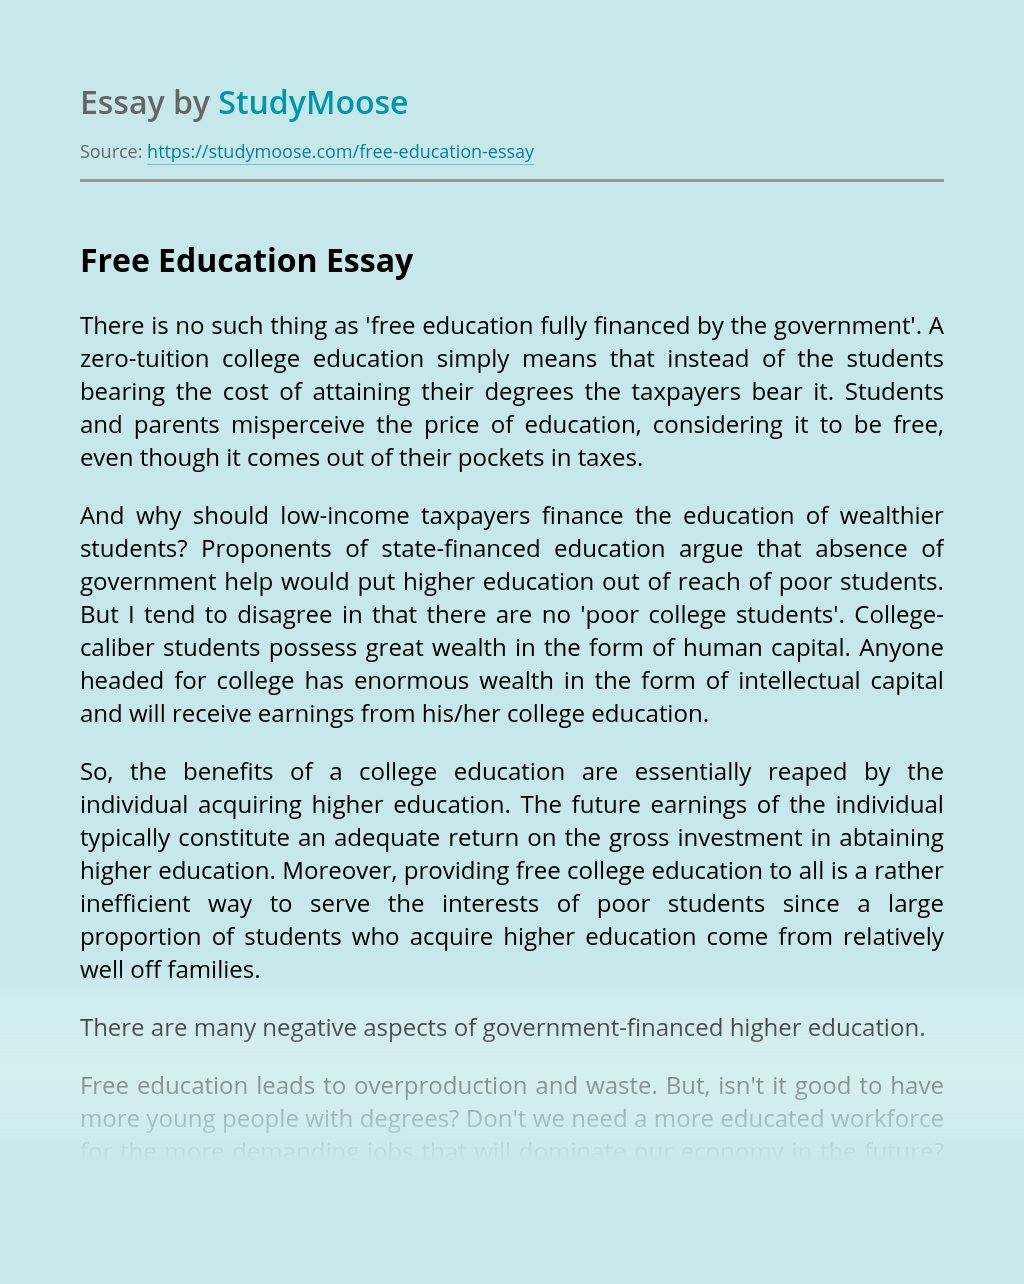 Essay by StudyMoose
Source: https://studymoose.com/free-education-essay
Free Education Essay
There is no such thing as 'free education fully financed by the government'. A
zero-tuition college education simply means that instead of the students
bearing the cost of attaining their degrees the taxpayers bear it. Students
and parents misperceive the price of education, considering it to be free,
even though it comes out of their pockets in taxes.
And why should low-income taxpayers finance the education of wealthier
students? Proponents of state-financed education argue that absence of
government help would put higher education out of reach of poor students.
But I tend to disagree in that there are no 'poor college students'. College-
caliber students possess great wealth in the form of human capital. Anyone
headed for college has enormous wealth in the form of intellectual capital
and will receive earnings from his/her college education.
So, the benefits of a college education are essentially reaped by the
individual acquiring higher education. The future earnings of the individual
typically constitute an adequate return on the gross investment in abtaining
higher education. Moreover, providing free college education to all is a rather
inefficient way to serve the interests of poor students since a large
proportion of students who acquire higher education come from relatively
well off families.
There are many negative aspects of government-financed higher education.
Free education leads to overproduction and waste. But, isn't it good to have
more young people with degrees? Don't we need a more educated workforce
for the more demanding jobs that will dominate our economy in the future?